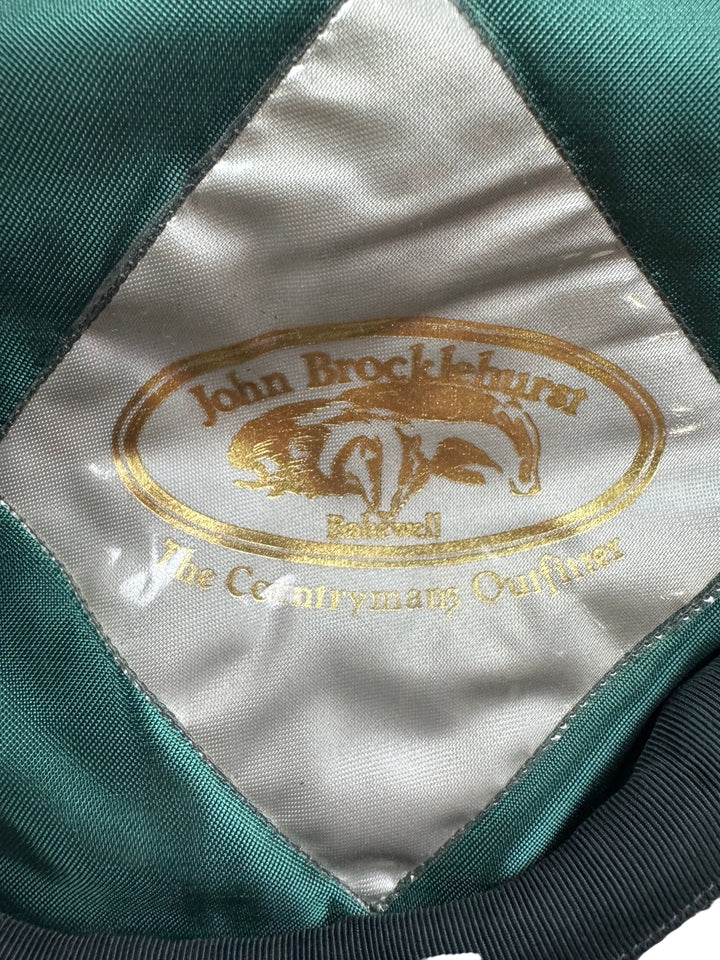 John Brocklehurst
Bakewell
The Countrymans Outfitter